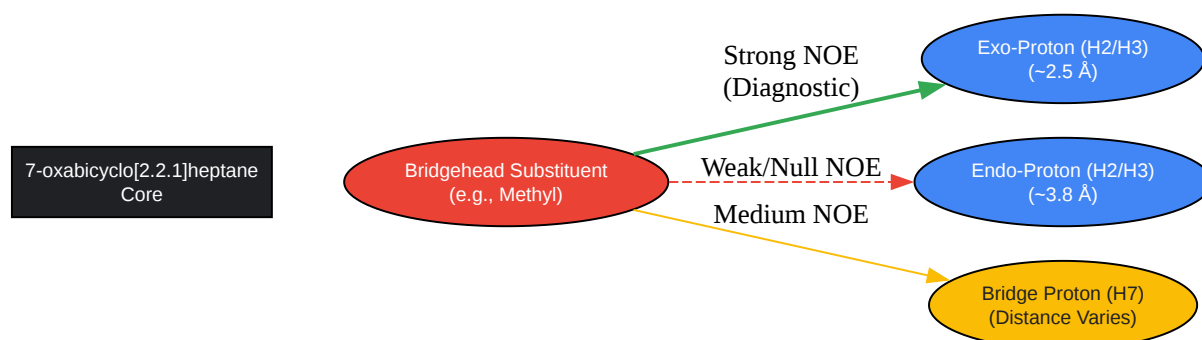 7-oxabicyclo[2.2.1]heptane
Core
Bridgehead Substituent
(e.g., Methyl)
Strong NOE
(Diagnostic)
Weak/Null NOE
Medium NOE
Exo-Proton (H2/H3)
(~2.5 Å)
Endo-Proton (H2/H3)
(~3.8 Å)
Bridge Proton (H7)
(Distance Varies)